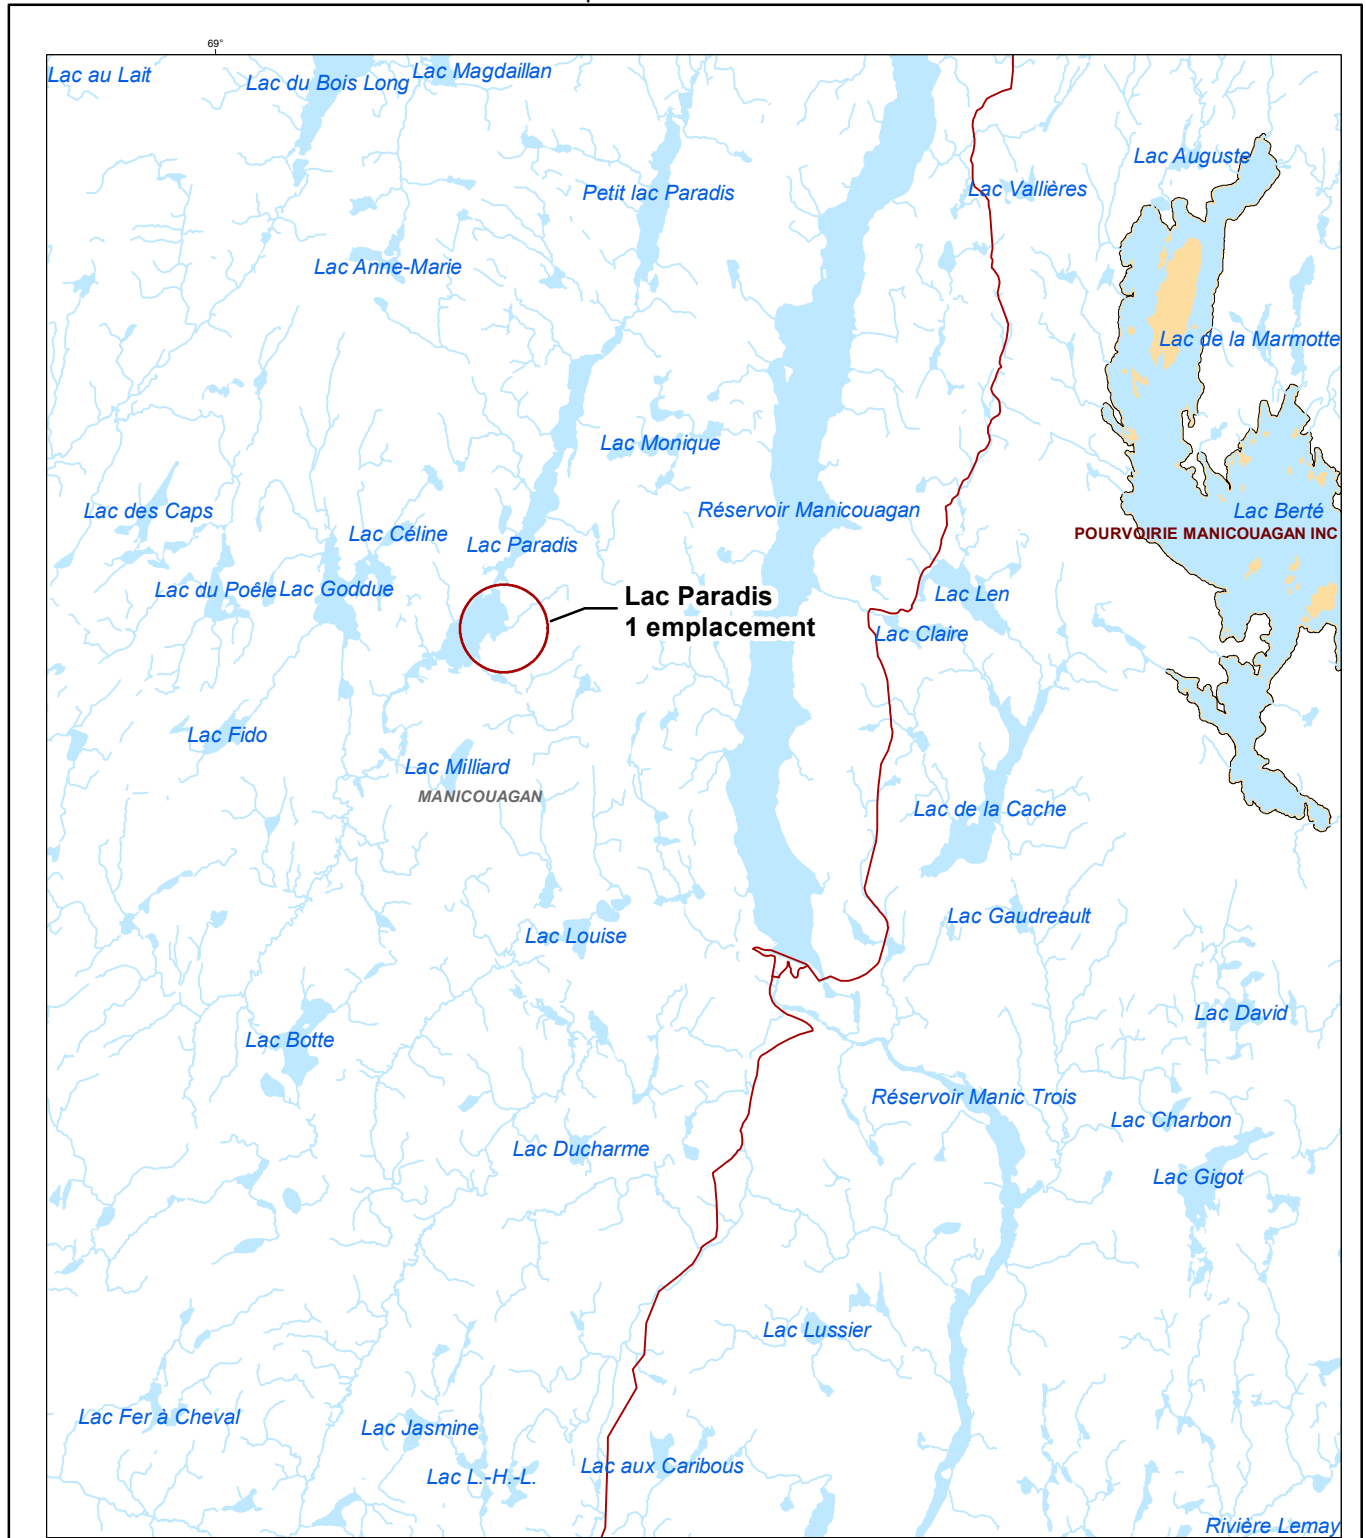 69°
Lac au Lait
Lac du Bois Long
Lac Magdaillan
Lac Auguste
Petit lac Paradis
Lac Vallières
Lac Anne-Marie
Lac de la Marmotte
Lac Monique
Lac des Caps
Réservoir Manicouagan
Lac Berté
Lac Céline
POURVOIRIE MANICOUAGAN INC
Lac Paradis
Lac du Poêle
Lac Goddue
Lac Paradis
1 emplacement
Lac Len
Lac Claire
Lac Fido
Lac Milliard
MANICOUAGAN
Lac de la Cache
Lac Gaudreault
Lac Louise
Lac David
Lac Botte
Réservoir Manic Trois
Lac Charbon
Lac Ducharme
Lac Gigot
Lac Lussier
Lac Fer à Cheval
Lac Jasmine
Lac L.-H.-L.
Lac aux Caribous
Rivière Lemay